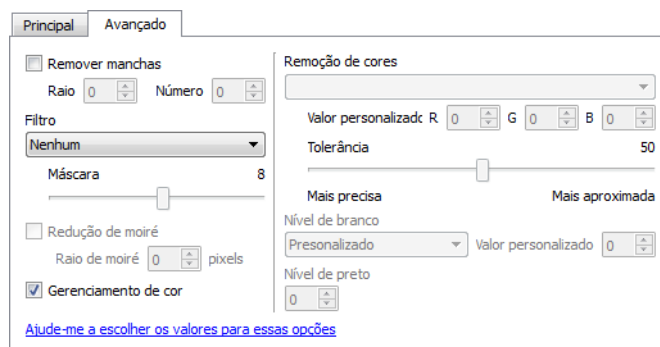 Principal Avançado
Remover manchas
Raio 0 Número 0
Filtro
Nenhum
Máscara 8
Redução de moiré
Raio de moiré 0 pixels
Gerenciamento de cor
Ajude-me a escolher os valores para essas opções
Remoção de cores
Valor personalizado R 0 G 0 B 0
Tolerância 50
Mais precisa Mais aproximada
Nível de branco
Presonalizado Valor personalizado 0
Nível de preto
0